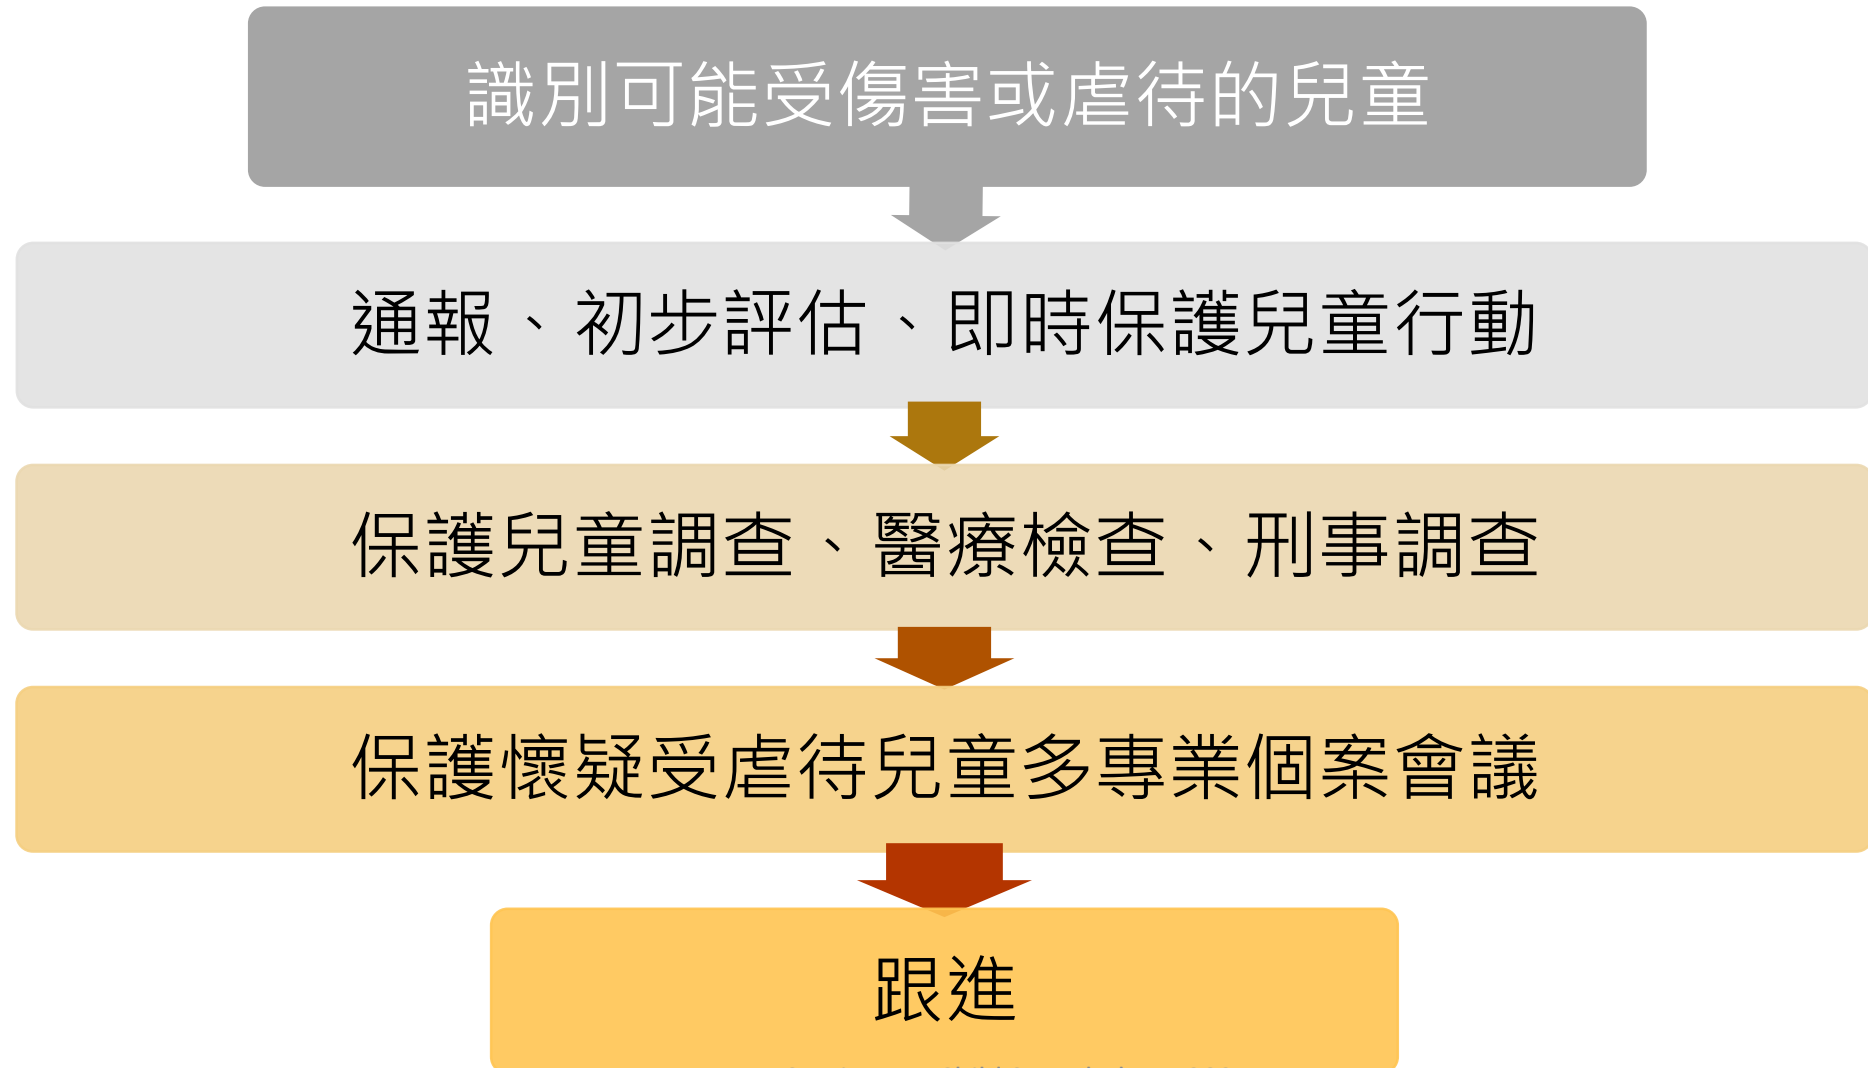 識別可能受傷害或虐待的兒童
通報、初步評估、即時保護兒童行動
保護兒童調查、醫療檢查、刑事調查
保護懷疑受虐待兒童多專業個案會議
跟進